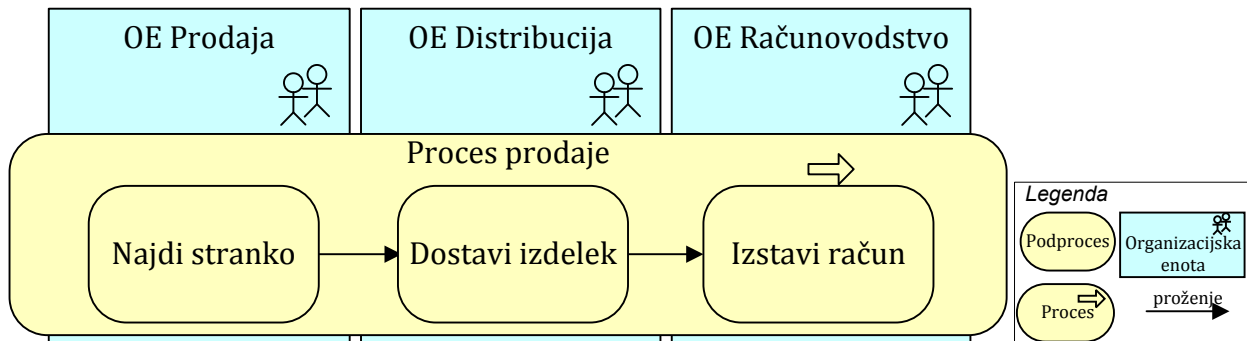 OE Prodaja
OE Distribucija
OE Računovodstvo
Proces prodaje
Najdi stranko
Dostavi izdelek
Izstavi račun
Legenda
Podproces
Organizacijska
enota
Proces
proženje